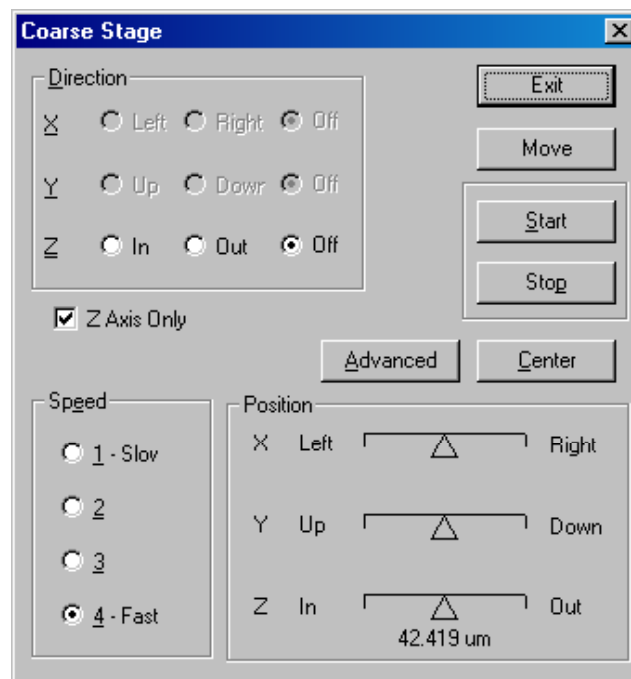 Coarse Stage
Direction
X Left Right Off
Y Up Dowr Off
Z In Out Off
Z Axis Only
Exit
Move
Start
Stop
Advanced
Center
Speed
1 - Slov
2
3
4 - Fast
Position
X Left Right
Y Up Down
Z In Out
42.419 um